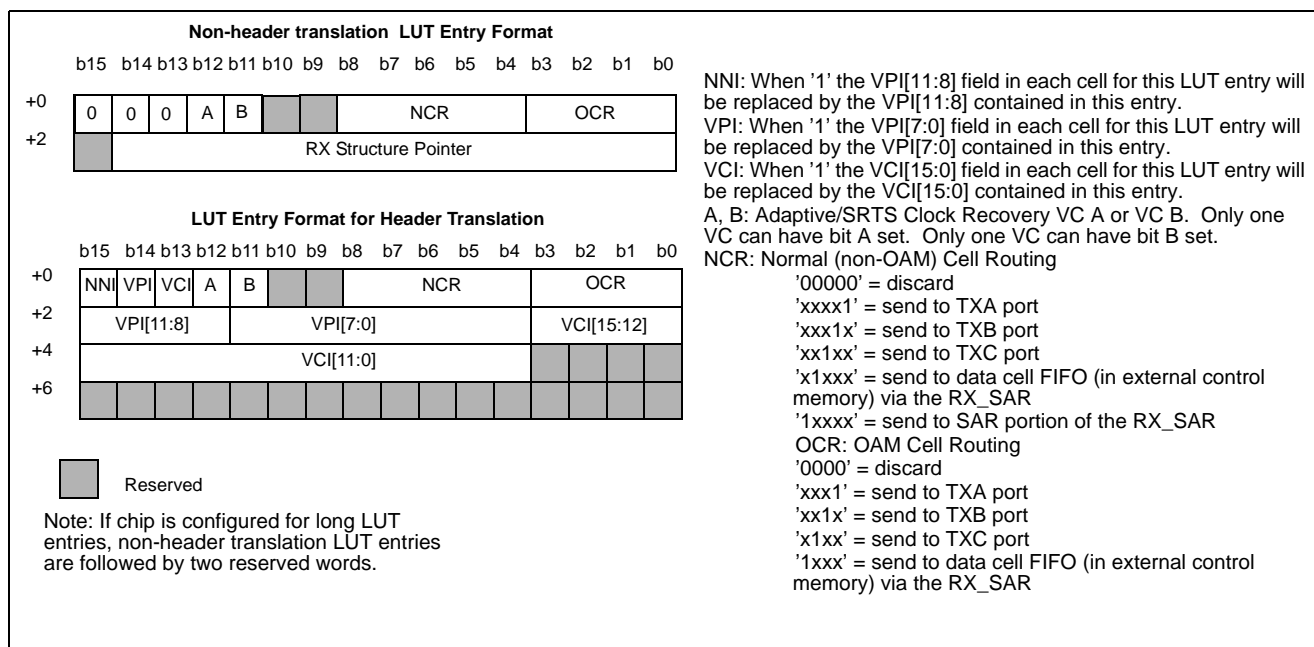 Non-header translation LUT Entry Format
b15 b14 b13 b12 b11 b10 b9 b8 b7 b6 b5 b4 b3 b2 b1 b0
+0 0 0 0 A B NCR OCR
+2 RX Structure Pointer
LUT Entry Format for Header Translation
b15 b14 b13 b12 b11 b10 b9 b8 b7 b6 b5 b4 b3 b2 b1 b0
+0 NNI VPI VCI A B NCR OCR
+2 VPI[11:8] VPI[7:0] VCI[15:12]
+4 VCI[11:0]
+6
Reserved
Note: If chip is configured for long LUT
entries, non-header translation LUT entries
are followed by two reserved words.
NNI: When '1' the VPI[11:8] field in each cell for this LUT entry will
be replaced by the VPI[11:8] contained in this entry.
VPI: When '1' the VPI[7:0] field in each cell for this LUT entry will
be replaced by the VPI[7:0] contained in this entry.
VCI: When '1' the VCI[15:0] field in each cell for this LUT entry will
be replaced by the VCI[15:0] contained in this entry.
A, B: Adaptive/SRTS Clock Recovery VC A or VC B. Only one
VC can have bit A set. Only one VC can have bit B set.
NCR: Normal (non-OAM) Cell Routing
'00000' = discard
'xxxx1' = send to TXA port
'xxx1x' = send to TXB port
'xx1xx' = send to TXC port
'x1xxx' = send to data cell FIFO (in external control
memory) via the RX_SAR
'1xxxx' = send to SAR portion of the RX_SAR
OCR: OAM Cell Routing
'0000' = discard
'xxx1' = send to TXA port
'xx1x' = send to TXB port
'x1xx' = send to TXC port
'1xxx' = send to data cell FIFO (in external control
memory) via the RX_SAR